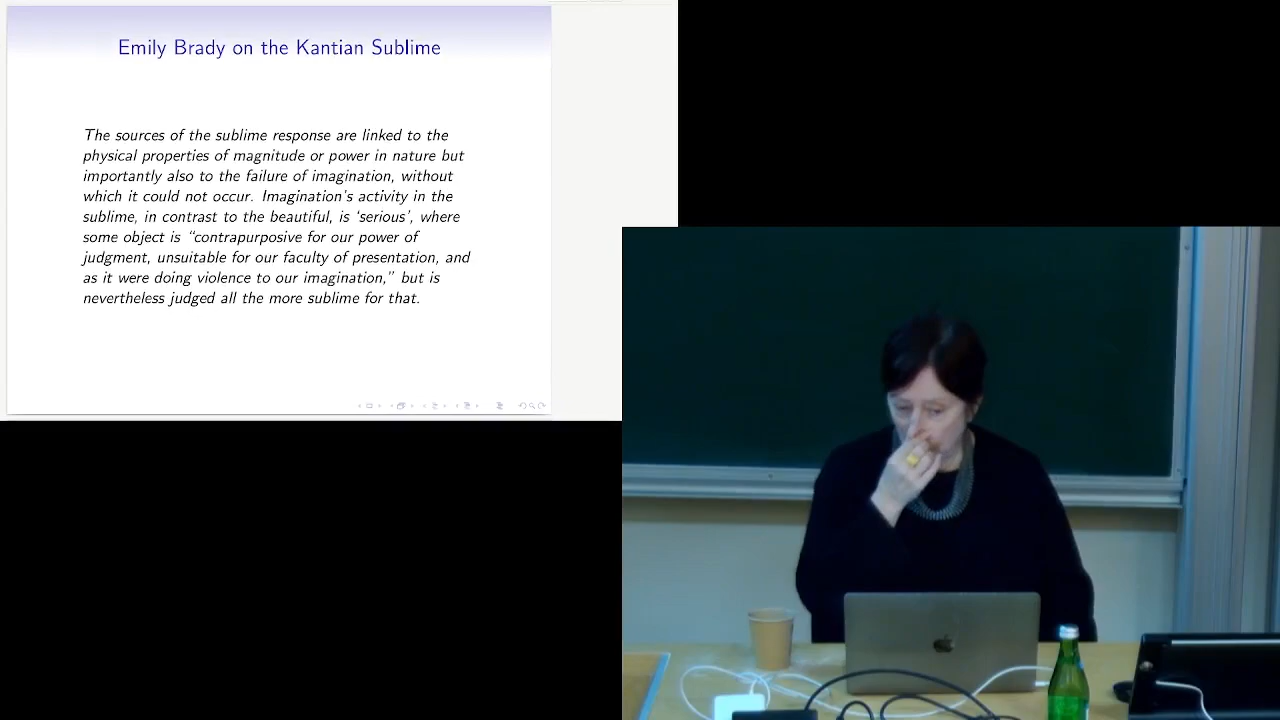 Emily Brady on the Kantian Sublime
The sources of the sublime response are linked to the
physical properties of magnitude or power in nature but
importantly also to the failure of imagination, without
which it could not occur. Imagination's activity in the
sublime, in contrast to the beautiful, is ‘serious’, where
some object is “contrapurposive for our power of
judgment, unsuitable for our faculty of presentation, and
as it were doing violence to our imagination,” but is
nevertheless judged all the more sublime for that.